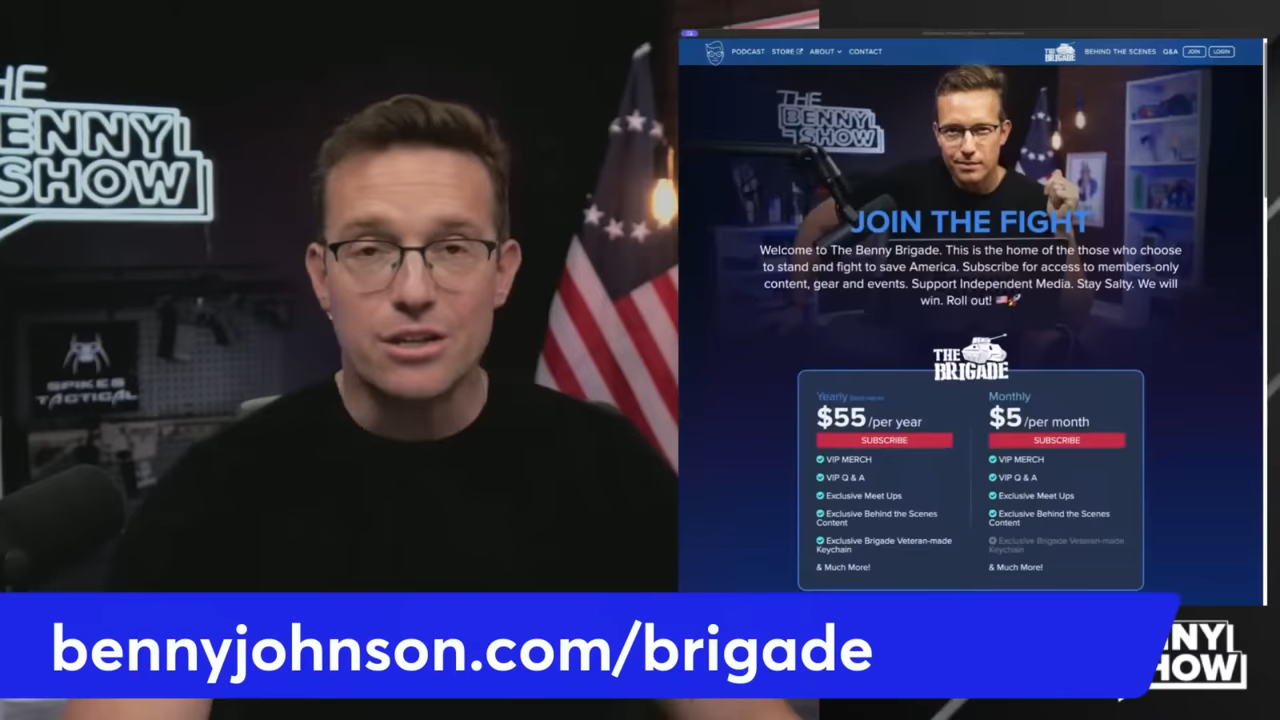 THE
BENNY
SHOW
SPIKES
TACTICAL
PODCAST STORE ABOUT CONTACT
THE BRIGADE
BEHIND THE SCENES Q&A JOIN LOGIN
THE
BENNY
SHOW
JOIN THE FIGHT
Welcome to The Benny Brigade. This is the home of the those who choose
to stand and fight to save America. Subscribe for access to members-only
content, gear and events. Support Independent Media. Stay Salty. We will
win. Roll out! 🇺🇸🚀
THE
BRIGADE
Yearly
$55 /per year
SUBSCRIBE
VIP MERCH
VIP Q & A
Exclusive Meet Ups
Exclusive Behind the Scenes
Content
Exclusive Brigade Veteran-made
Keychain
& Much More!
Monthly
$5 /per month
SUBSCRIBE
VIP MERCH
VIP Q & A
Exclusive Meet Ups
Exclusive Behind the Scenes
Content
Exclusive Brigade Veteran-made
Keychain
& Much More!
bennyjohnson.com/brigade
NNY
HOW